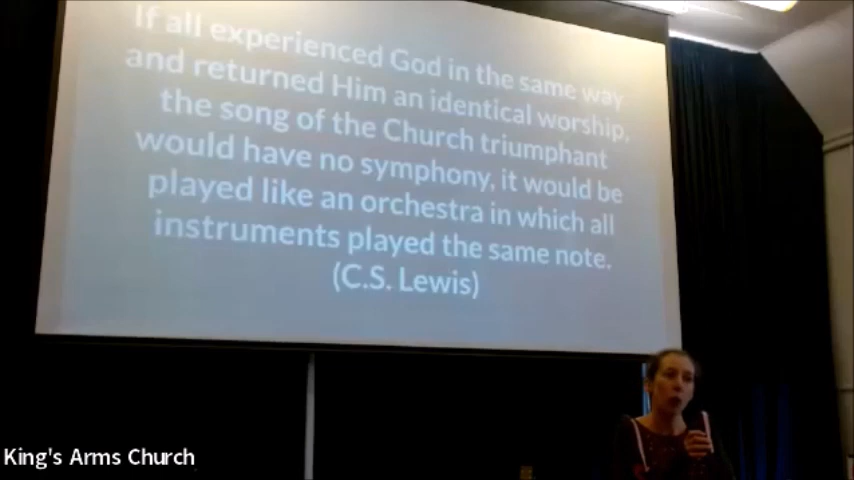 If all experienced God in the same way
and returned Him an identical worship,
the song of the Church triumphant
would have no symphony, it would be
played like an orchestra in which all
instruments played the same note.
(C.S. Lewis)
King's Arms Church